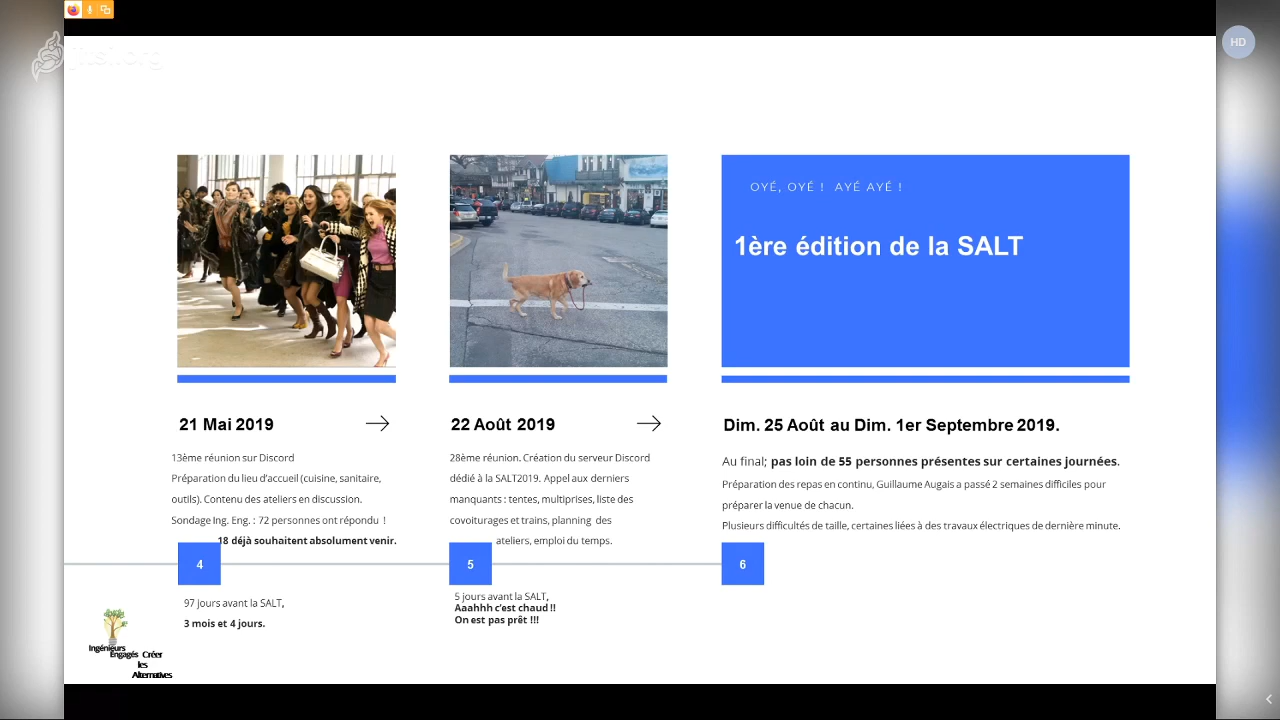 HD
jitsi.org
OYÉ, OYÉ ! AYÉ AYÉ !
1ère édition de la SALT
21 Mai 2019
13ème réunion sur Discord
Préparation du lieu d'accueil (cuisine, sanitaire,
outils). Contenu des ateliers en discussion.
Sondage Ing. Eng. : 72 personnes ont répondu !
18 déjà souhaitent absolument venir.
4
97 jours avant la SALT,
3 mois et 4 jours.
22 Août 2019
28ème réunion. Création du serveur Discord
dédié à la SALT2019. Appel aux derniers
manquants : tentes, multiprises, liste des
covoiturages et trains, planning des
ateliers, emploi du temps.
5
5 jours avant la SALT,
Aaahhh c'est chaud !!
On est pas prêt !!!
Dim. 25 Août au Dim. 1er Septembre 2019.
Au final; pas loin de 55 personnes présentes sur certaines journées.
Préparation des repas en continu, Guillaume Augais a passé 2 semaines difficiles pour
préparer la venue de chacun.
Plusieurs difficultés de taille, certaines liées à des travaux électriques de dernière minute.
6
Ingénieurs
Engagés Créer
les
Alternatives